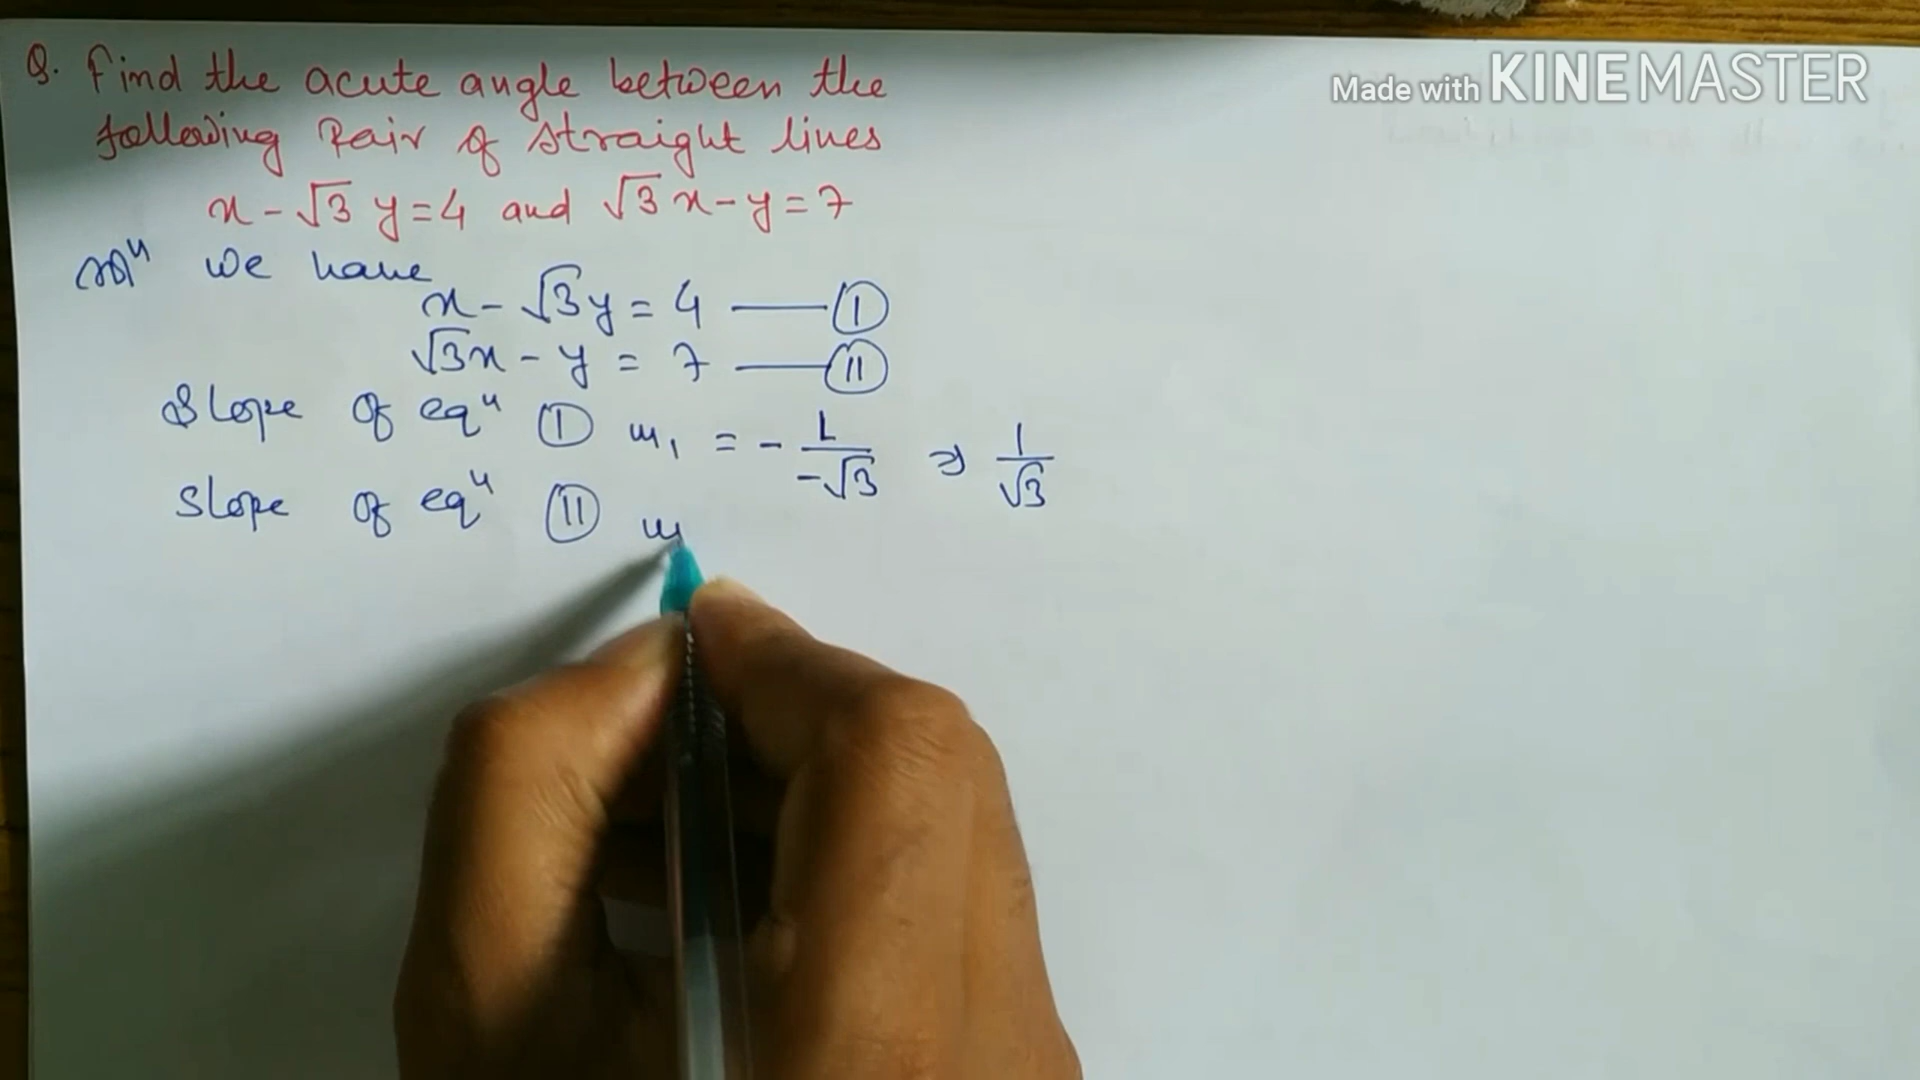 Made with KINEMASTER
Q. Find the acute angle between the
following Pair of straight lines
x - √3 y = 4 and √3 x - y = 7
Solⁿ we have
x - √3y = 4 —— (I)
√3x - y = 7 —— (II)
Slope of eqⁿ (I) m₁ = - 1/-√3 ⇒ 1/√3
Slope of eqⁿ (II) m